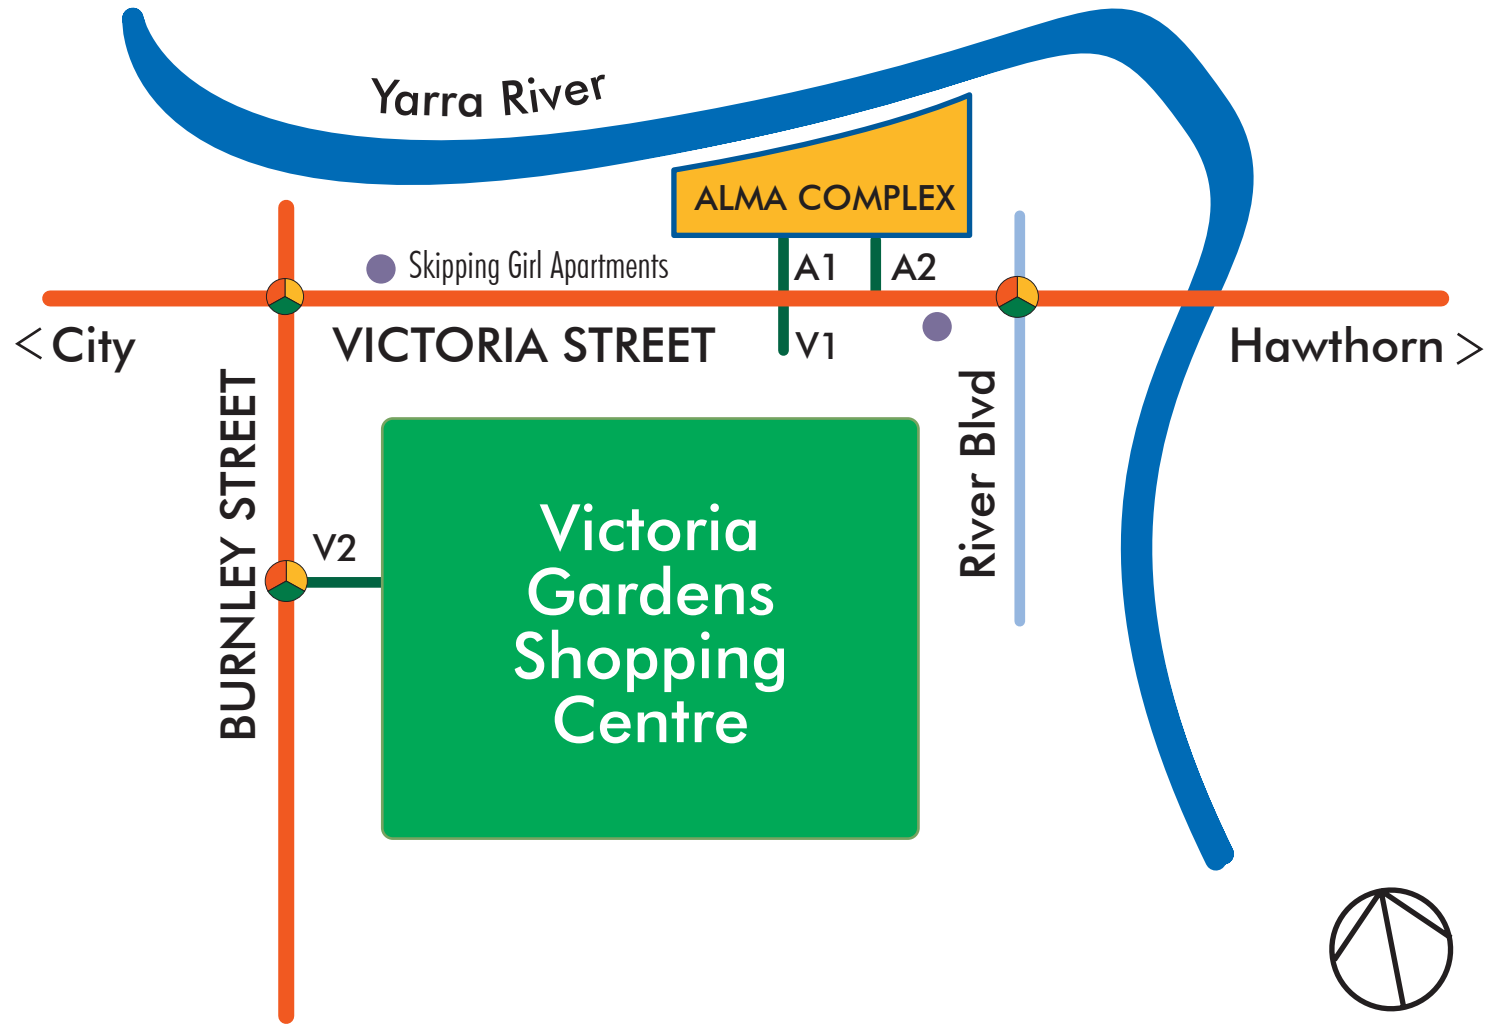 Yarra River
ALMA COMPLEX
Skipping Girl Apartments
A1
A2
< City
VICTORIA STREET
V1
Hawthorn >
BURNLEY STREET
River Blvd
V2
Victoria
Gardens
Shopping
Centre